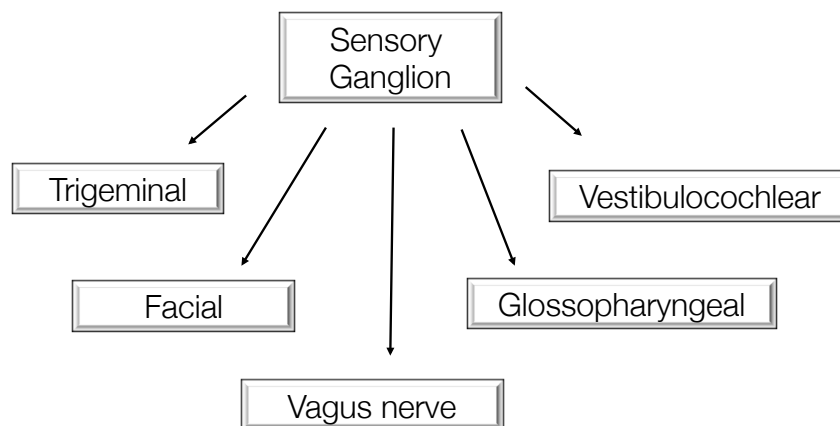 Sensory
Ganglion
Trigeminal
Vestibulocochlear
Facial
Glossopharyngeal
Vagus nerve